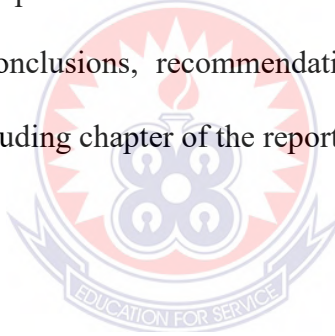 onclusions, recommendati
uding chapter of the report
EDUCATION FOR SERVICE